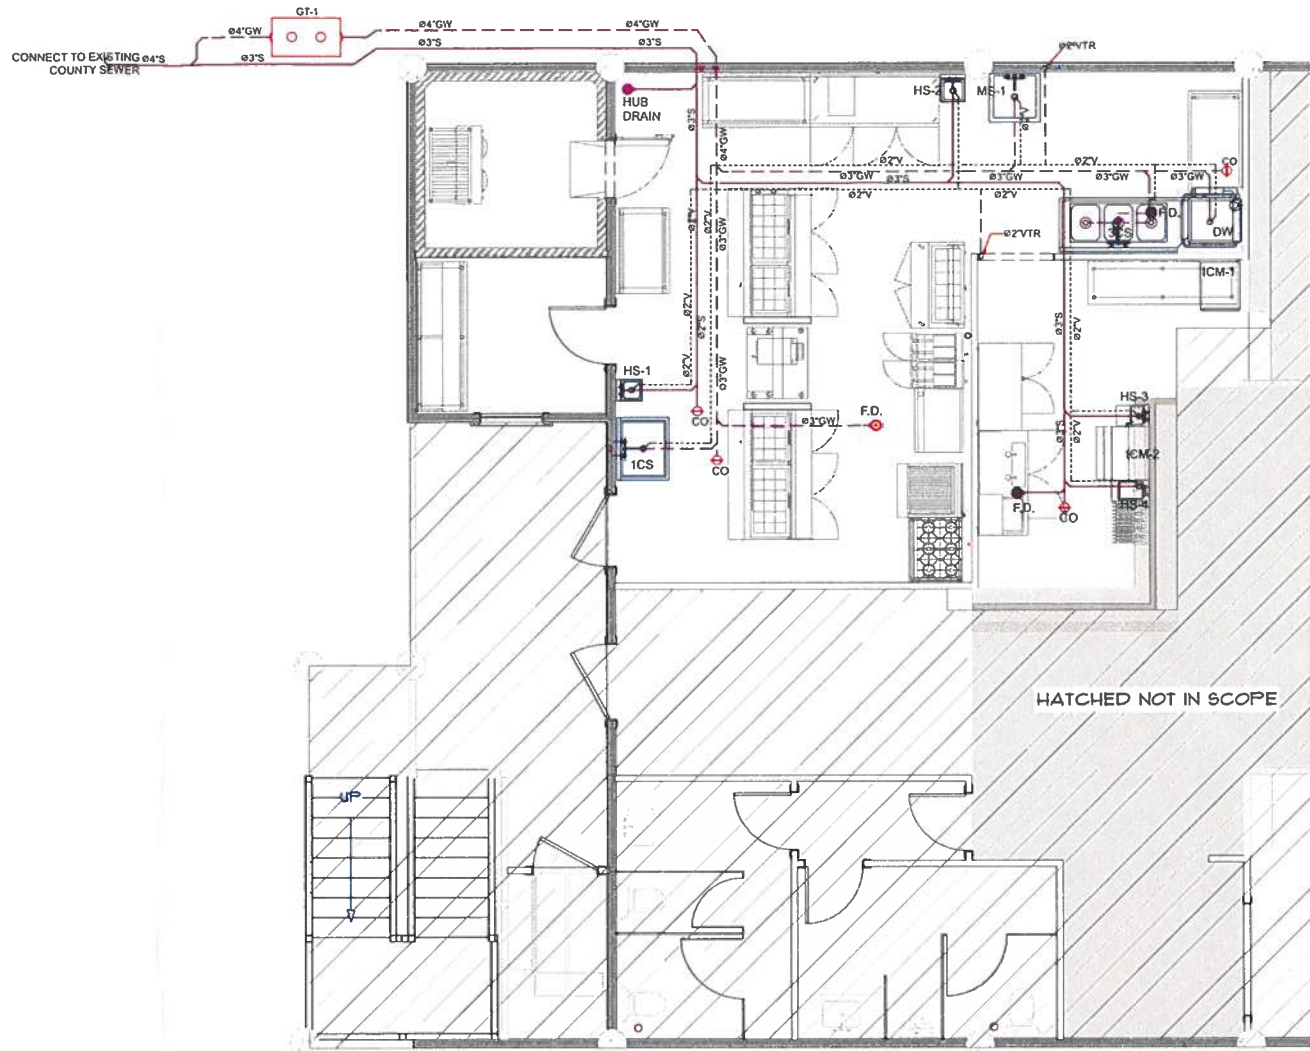 GT-1
Ø4"GW
Ø4"GW
Ø4"GW
CONNECT TO EXISTING
COUNTY SEWER
Ø4"S
Ø3"S
Ø3"S
Ø3"S
Ø2"VTR
HUB
DRAIN
HS-2
MS-1
Ø3"S
Ø4"GW
Ø2"V
Ø2"V
Ø2"V
CO
Ø3"GW
Ø3"S
Ø3"GW
Ø3"GW
Ø3"GW
Ø2"V
Ø2"V
Ø2"V
Ø2"V
Ø3"GW
F.D.
3CS
DW
Ø2"VTR
ICM-1
Ø2"V
Ø2"S
Ø3"S
Ø2"V
Ø2"V
Ø3"GW
HS-1
CO
Ø3"GW
F.D.
HS-3
1CS
CO
Ø3"S
Ø2"V
ICM-2
F.D.
CO
HS-4
HATCHED NOT IN SCOPE
UP